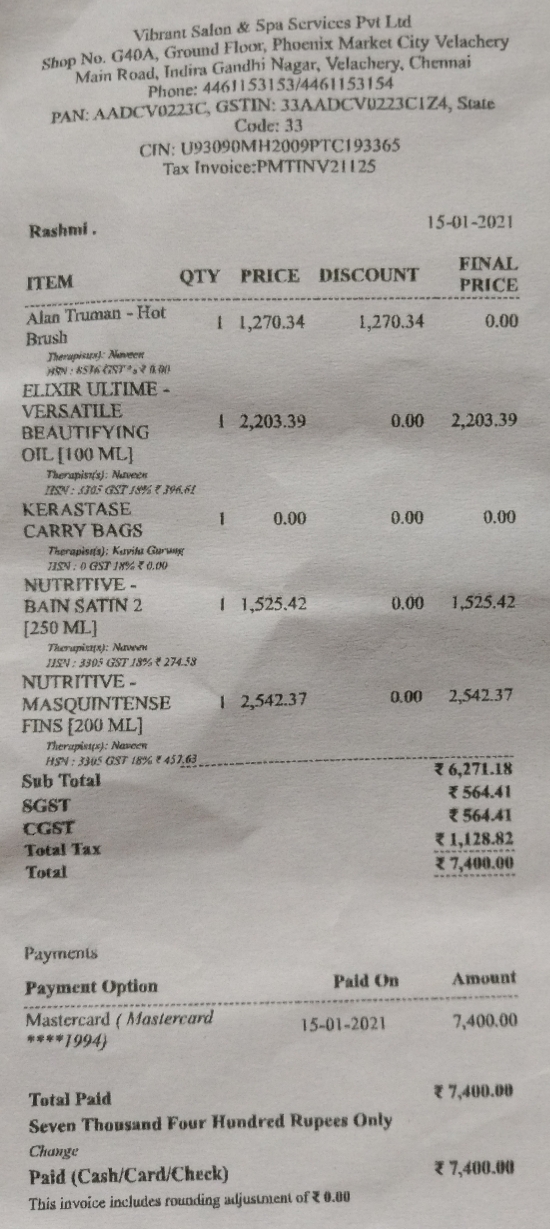 Vibrant Salon & Spa Services Pvt Ltd
Shop No. G40A, Ground Floor, Phoenix Market City Velachery
Main Road, Indira Gandhi Nagar, Velachery, Chennai
Phone: 4461153153/4461153154
PAN: AADCV0223C, GSTIN: 33AADCV0223C1Z4, State
Code: 33
CIN: U93090MH2009PTC193365
Tax Invoice:PMTINV21125
Rashmi . 15-01-2021
ITEM QTY PRICE DISCOUNT FINAL PRICE
Alan Truman - Hot
Brush 1 1,270.34 1,270.34 0.00
Therapist(s): Naveen
HSN : 8516 GST % ₹ 0.00
ELIXIR ULTIME -
VERSATILE
BEAUTIFYING 1 2,203.39 0.00 2,203.39
OIL [100 ML]
Therapist(s): Naveen
HSN : 3305 GST 18% ₹ 396.61
KERASTASE
CARRY BAGS 1 0.00 0.00 0.00
Therapist(s): Kavita Gurung
HSN : 0 GST 18% ₹ 0.00
NUTRITIVE -
BAIN SATIN 2 1 1,525.42 0.00 1,525.42
[250 ML]
Therapist(s): Naveen
HSN : 3305 GST 18% ₹ 274.58
NUTRITIVE -
MASQUINTENSE 1 2,542.37 0.00 2,542.37
FINS [200 ML]
Therapist(s): Naveen
HSN : 3305 GST 18% ₹ 457.63
Sub Total ₹ 6,271.18
SGST ₹ 564.41
CGST ₹ 564.41
Total Tax ₹ 1,128.82
Total ₹ 7,400.00
Payments
Payment Option Paid On Amount
Mastercard ( Mastercard 15-01-2021 7,400.00
****1994)
Total Paid ₹ 7,400.00
Seven Thousand Four Hundred Rupees Only
Change
Paid (Cash/Card/Check) ₹ 7,400.00
This invoice includes rounding adjustment of ₹ 0.00